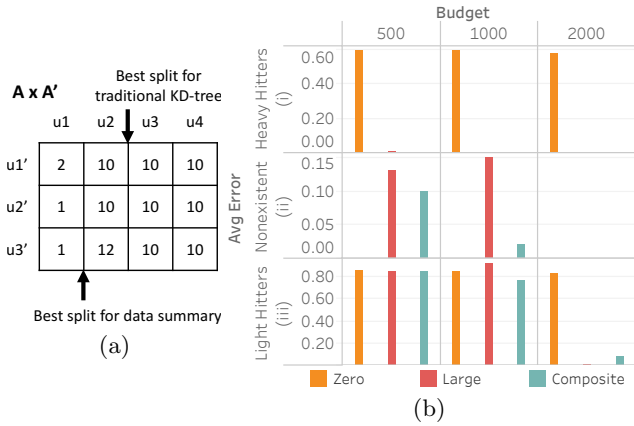 Best split for
traditional KD-tree
A x A'
u1 u2 u3 u4
u1' 2 10 10 10
u2' 1 10 10 10
u3' 1 12 10 10
Best split for data summary
(a)
Budget
500 1000 2000
Avg Error
Heavy Hitters
(i)
0.60
0.40
0.20
0.00
Nonexistent
(ii)
0.15
0.10
0.05
0.00
Light Hitters
(iii)
0.80
0.60
0.40
0.20
Zero Large Composite
(b)